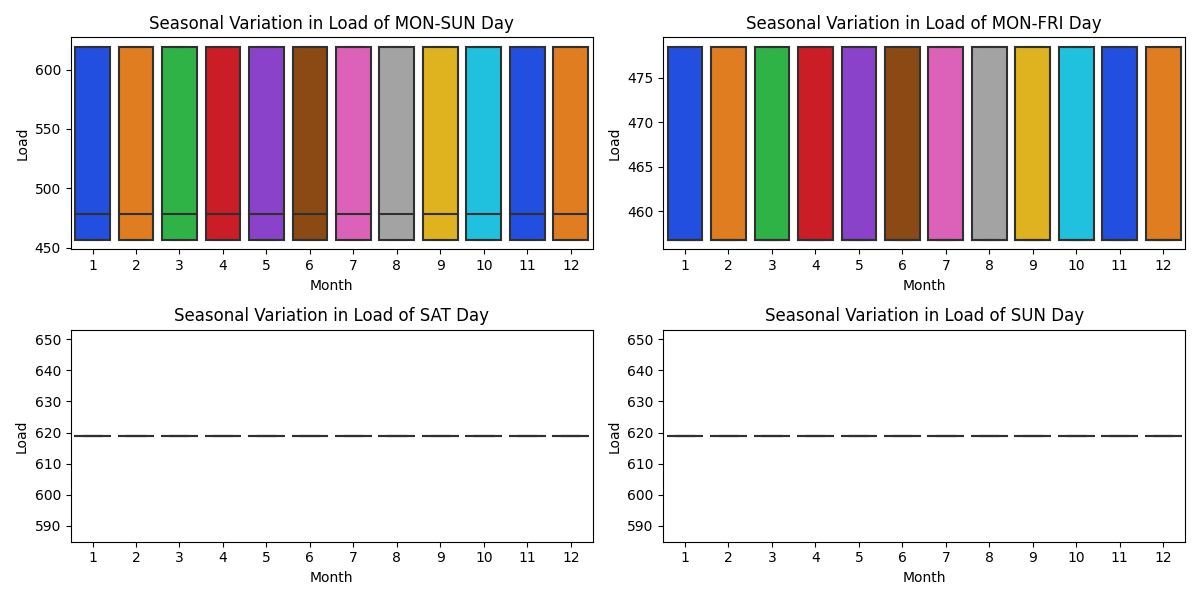 Seasonal Variation in Load of MON-SUN Day
Load
600
550
500
450
1 2 3 4 5 6 7 8 9 10 11 12
Month
Seasonal Variation in Load of MON-FRI Day
Load
475
470
465
460
1 2 3 4 5 6 7 8 9 10 11 12
Month
Seasonal Variation in Load of SAT Day
Load
650
640
630
620
610
600
590
1 2 3 4 5 6 7 8 9 10 11 12
Month
Seasonal Variation in Load of SUN Day
Load
650
640
630
620
610
600
590
1 2 3 4 5 6 7 8 9 10 11 12
Month